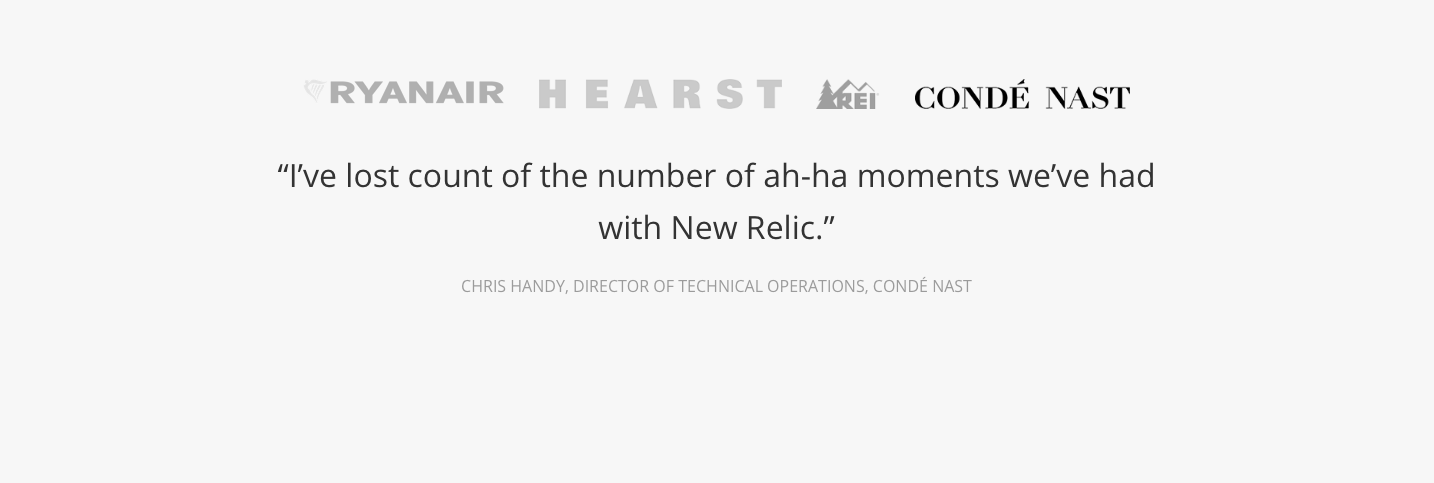 RYANAIR HEARST REI CONDÉ NAST
“I’ve lost count of the number of ah-ha moments we’ve had
with New Relic.”
CHRIS HANDY, DIRECTOR OF TECHNICAL OPERATIONS, CONDÉ NAST